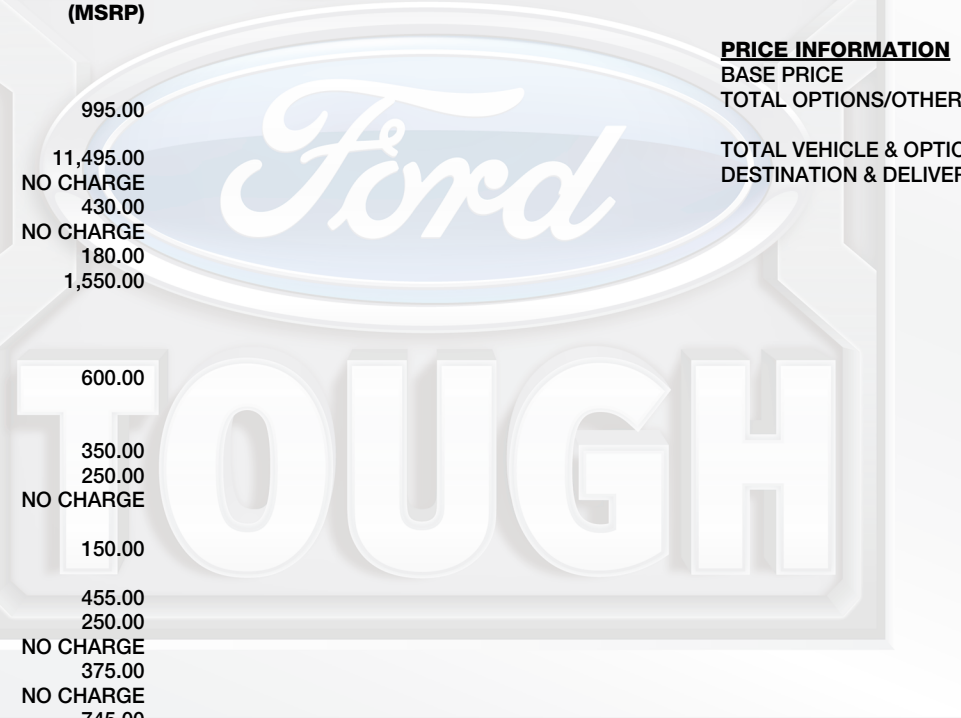 (MSRP)
995.00
11,495.00
NO CHARGE
430.00
NO CHARGE
180.00
1,550.00
600.00
350.00
250.00
NO CHARGE
150.00
455.00
250.00
NO CHARGE
375.00
NO CHARGE
745.00
PRICE INFORMATION
BASE PRICE
TOTAL OPTIONS/OTHER
TOTAL VEHICLE & OPTIO
DESTINATION & DELIVER
Ford
TOUGH